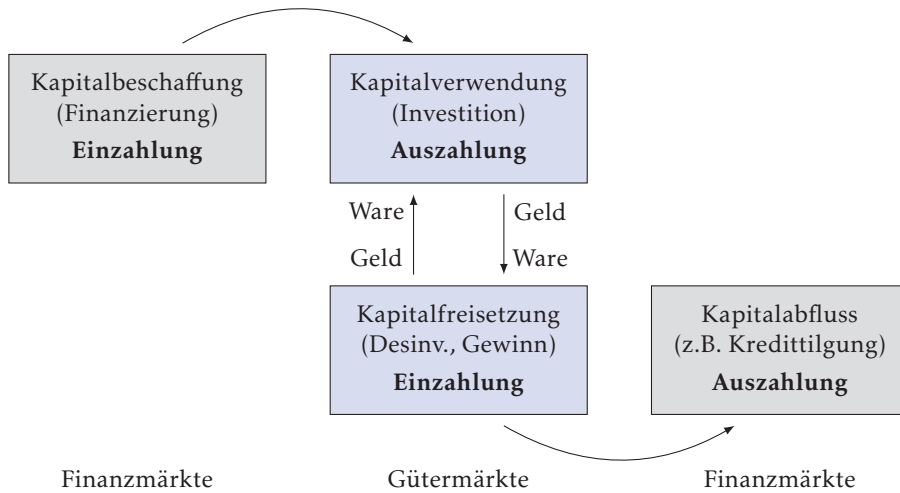 Kapitalbeschaffung
(Finanzierung)
Einzahlung
Kapitalverwendung
(Investition)
Auszahlung
Ware
Geld
Geld
Ware
Kapitalfreisetzung
(Desinv., Gewinn)
Einzahlung
Kapitalabfluss
(z.B. Kredittilgung)
Auszahlung
Finanzmärkte
Gütermärkte
Finanzmärkte